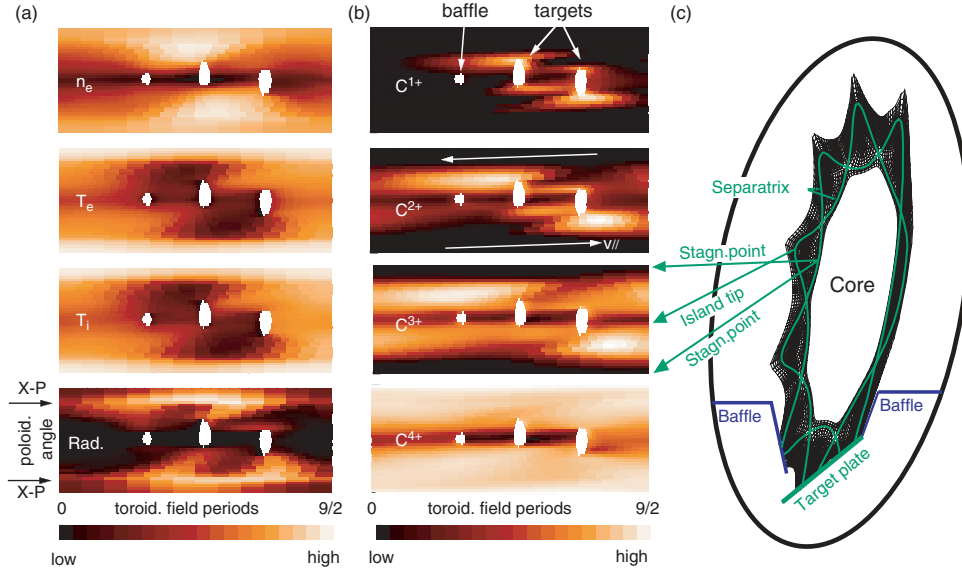 (a)
n_e
T_e
T_i
X-P
Rad.
poloid. angle
X-P
0 toroid. field periods 9/2
low high
(b)
baffle targets
C^1+
C^2+
v//
C^3+
C^4+
0 toroid. field periods 9/2
low high
(c)
Separatrix
Stagn.point
Island tip
Stagn.point
Core
Baffle
Baffle
Target plate